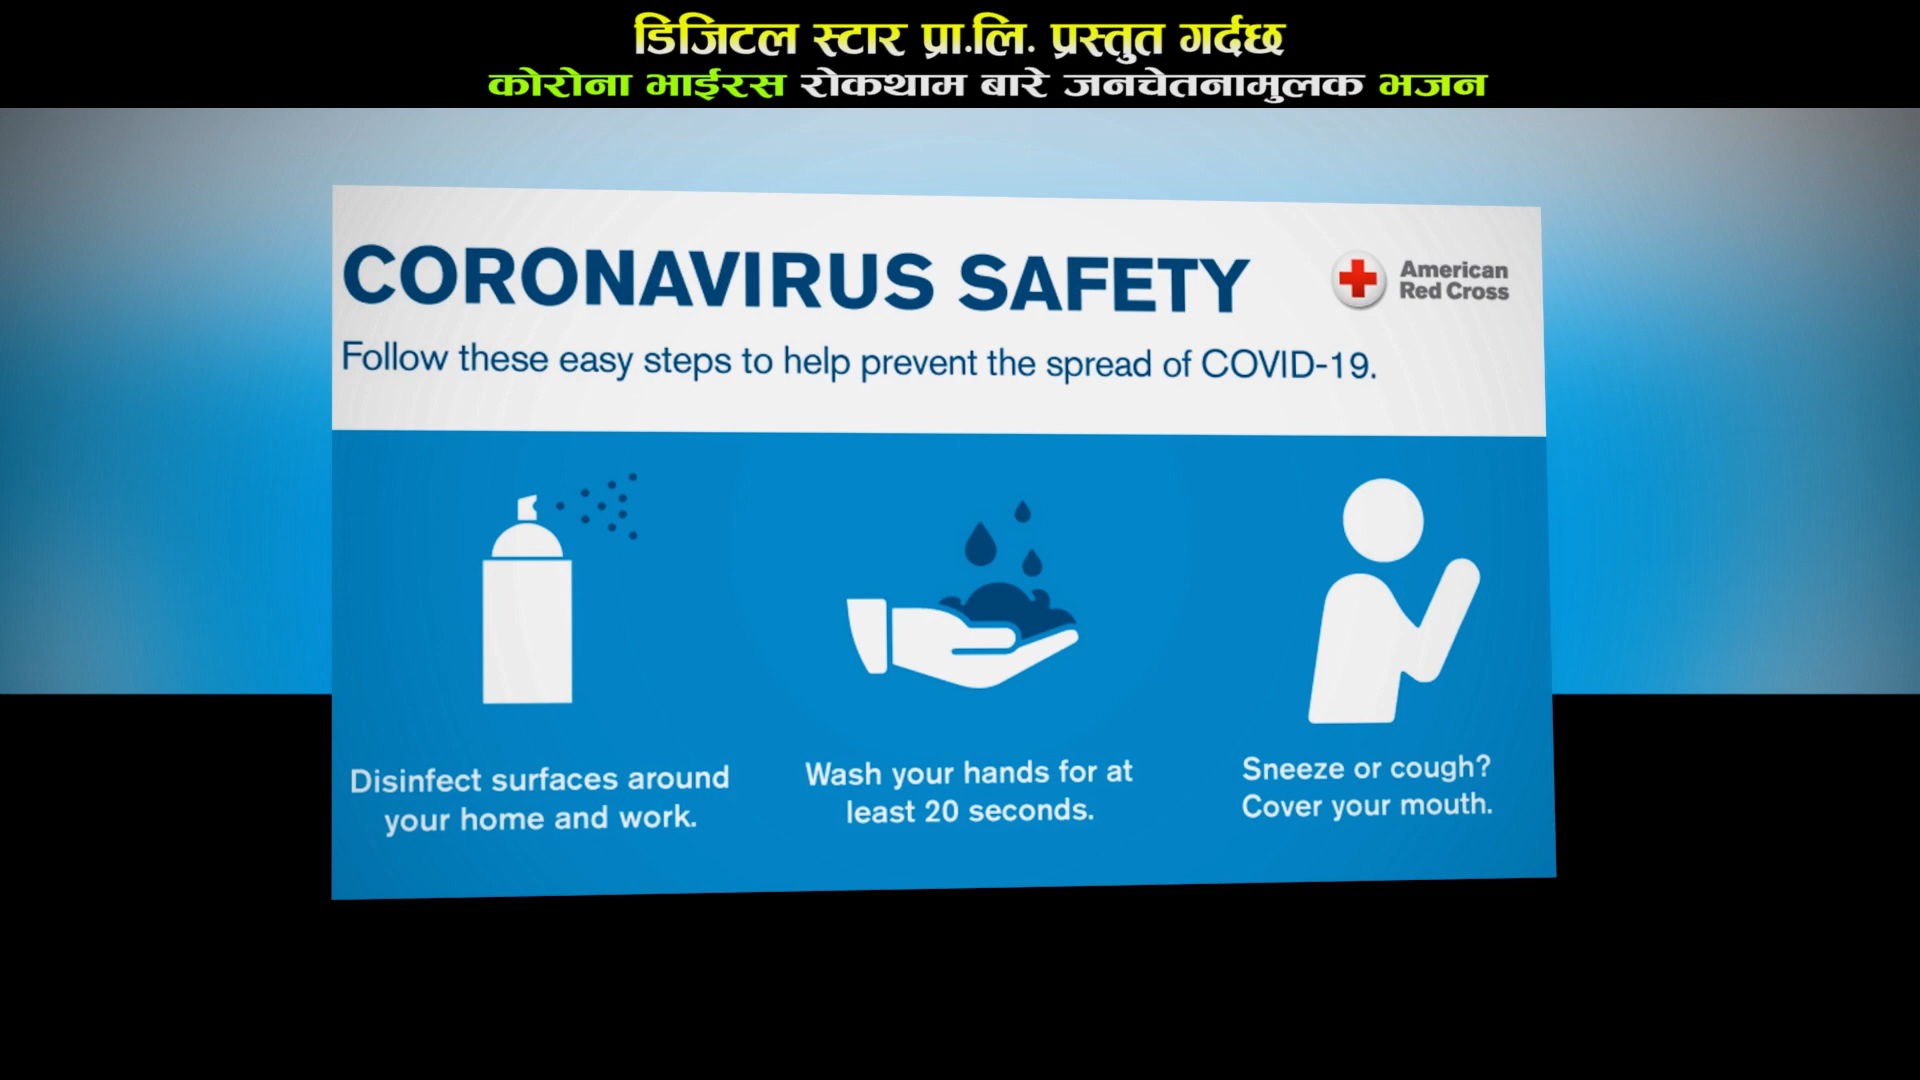 डिजिटल स्टार प्रा.लि. प्रस्तुत गर्दछ
कोरोना भाईरस रोकथाम बारे जनचेतनामुलक भजन
CORONAVIRUS SAFETY
American
Red Cross
Follow these easy steps to help prevent the spread of COVID-19.
Disinfect surfaces around
your home and work.
Wash your hands for at
least 20 seconds.
Sneeze or cough?
Cover your mouth.